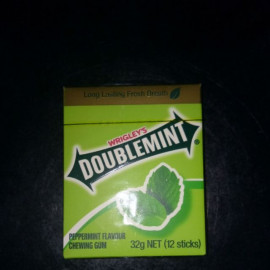 Long Lasting Fresh Breath
WRIGLEY'S
DOUBLEMINT®
PEPPERMINT FLAVOUR
CHEWING GUM
32g NET (12 sticks)